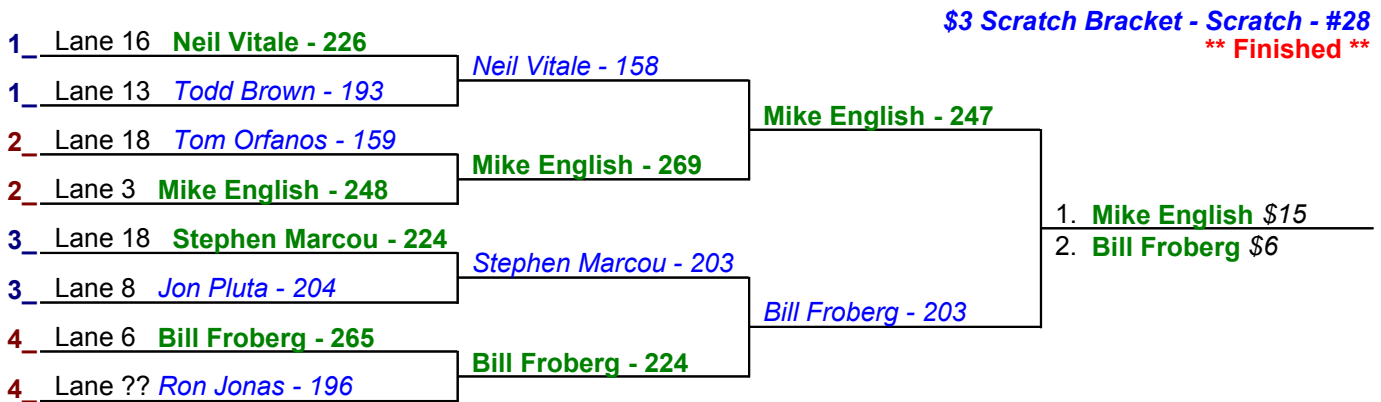 $3 Scratch Bracket - Scratch - #28
** Finished **
1_ Lane 16 Neil Vitale - 226
1_ Lane 13 Todd Brown - 193
2_ Lane 18 Tom Orfanos - 159
2_ Lane 3 Mike English - 248
3_ Lane 18 Stephen Marcou - 224
3_ Lane 8 Jon Pluta - 204
4_ Lane 6 Bill Froberg - 265
4_ Lane ?? Ron Jonas - 196
Neil Vitale - 158
Mike English - 269
Stephen Marcou - 203
Bill Froberg - 224
Mike English - 247
Bill Froberg - 203
1. Mike English $15
2. Bill Froberg $6